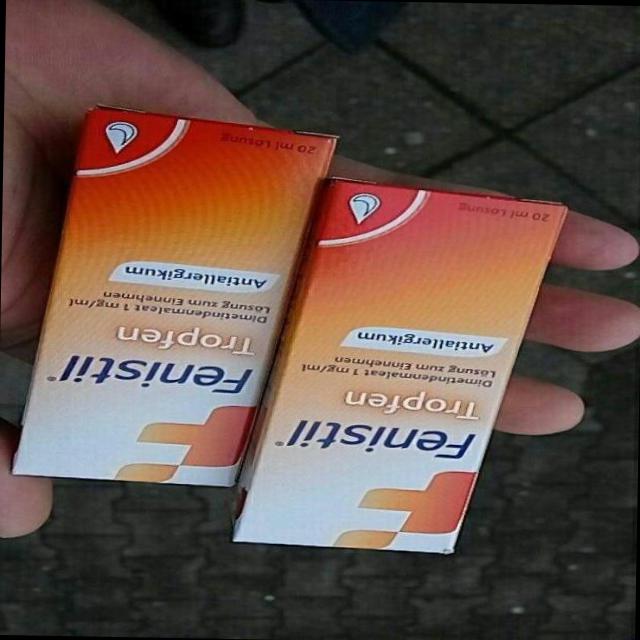 Fenistil®
Tropfen
Dimetindenmaleat 1 mg/ml
Lösung zum Einnehmen
Antiallergikum
20 ml Lösung
Fenistil®
Tropfen
Dimetindenmaleat 1 mg/ml
Lösung zum Einnehmen
Antiallergikum
20 ml Lösung